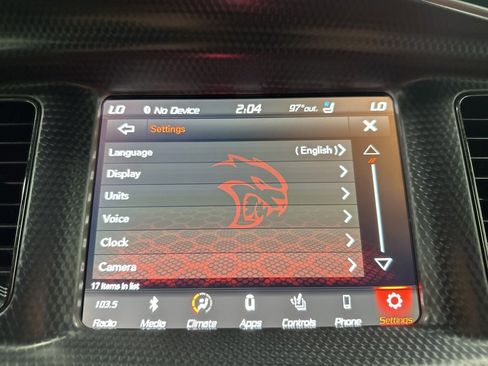 LO No Device 2:04 97°out. LO
Settings
Language (English)
Display
Units
Voice
Clock
Camera
17 items in list
103.5
Radio Media Climate Apps Controls Phone Settings